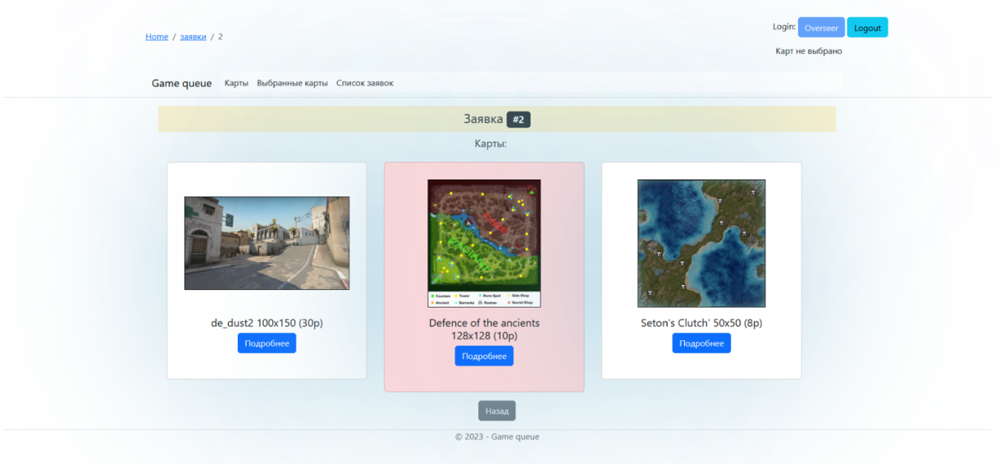 Login: Overseer Logout
Home / заявки / 2
Карт не выбрано
Game queue Карты Выбранные карты Список заявок
Заявка #2
Карты:
DIRE
RADIANT
Fountain Tower Rune Spot Side Shop
Ancient Barracks Roshan Secret Shop
de_dust2 100x150 (30p)
Подробнее
Defence of the ancients
128x128 (10p)
Подробнее
Seton's Clutch' 50x50 (8p)
Подробнее
Назад
© 2023 - Game queue